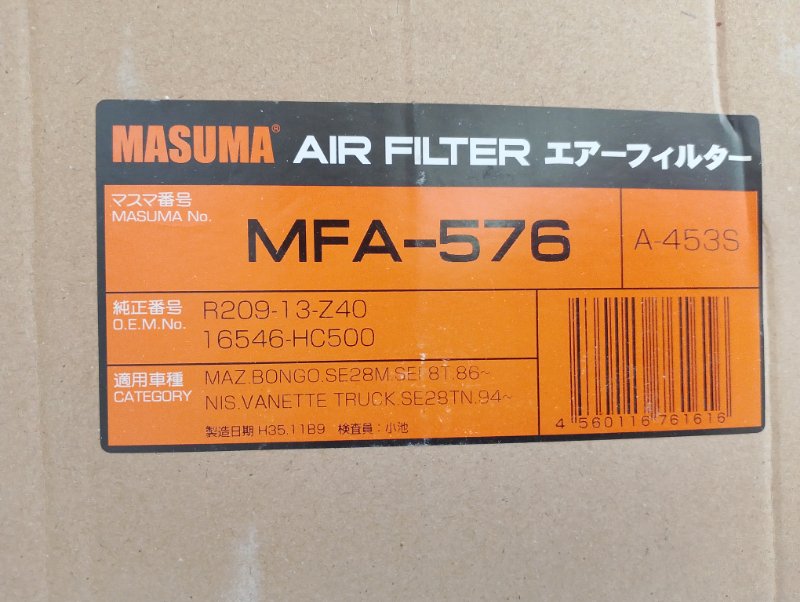 MASUMA® AIR FILTER エアーフィルター
マスマ番号
MASUMA No.
MFA-576
A-453S
純正番号
O.E.M.No.
R209-13-Z40
16546-HC500
適用車種
CATEGORY
MAZ.BONGO.SE28M.SEF8T.86~
NIS.VANETTE TRUCK SE28TN.94~
製造日期 H35.11B9 検査員：小池
4 560116 761616